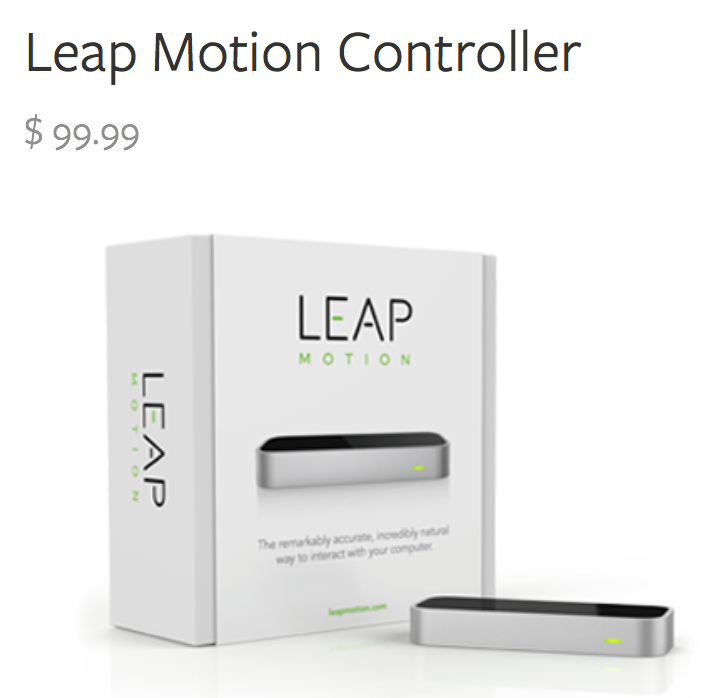 Leap Motion Controller
$ 99.99
LEAP
MOTION
LEAP
MOTION
The remarkably accurate, incredibly natural
way to interact with your computer.
leapmotion.com